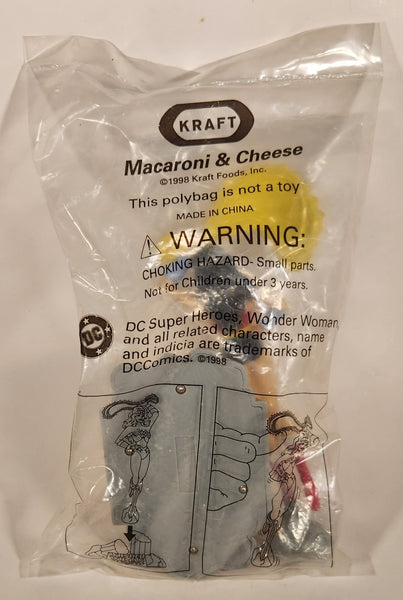 KRAFT
Macaroni & Cheese
©1998 Kraft Foods, Inc.
This polybag is not a toy
MADE IN CHINA
WARNING:
CHOKING HAZARD- Small parts.
Not for Children under 3 years.
DC
DC Super Heroes, Wonder Woman,
and all related characters, name
and indicia are trademarks of
DCComics. ©1998